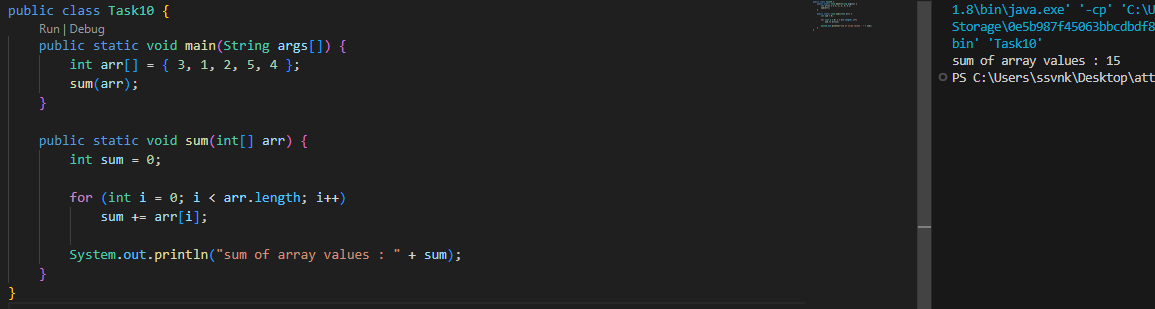 public class Task10 {
Run | Debug
public static void main(String args[]) {
int arr[] = { 3, 1, 2, 5, 4 };
sum(arr);
}
public static void sum(int[] arr) {
int sum = 0;
for (int i = 0; i < arr.length; i++)
sum += arr[i];
System.out.println("sum of array values : " + sum);
}
}
1.8\bin\java.exe' '-cp' 'C:\U
Storage\0e5b987f45063bbcdbdf8
bin' 'Task10'
sum of array values : 15
PS C:\Users\ssvnk\Desktop\att